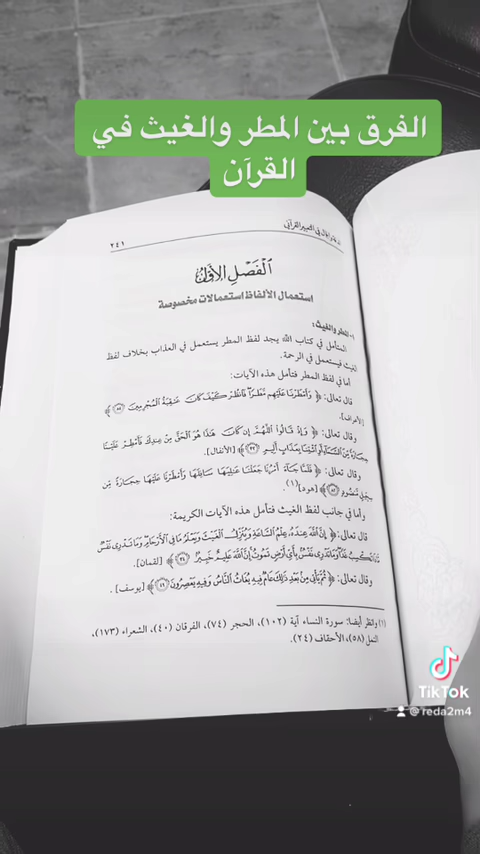 الفرق بين المطر والغيث في
القرآن
٢٤١
الفَصْلُ الأَوَّلُ
استعمال الألفاظ استعمالات مخصوصة
١- المطر والغيث:
المتأمل في كتاب الله يجد لفظ المطر يستعمل في العذاب بخلاف لفظ
الغيث فيستعمل في الرحمة.
أما في لفظ المطر فتأمل هذه الآيات:
قال تعالى: ﴿ وَأَمْطَرْنَا عَلَيْهِم مَّطَرًا فَانظُرْ كَيْفَ كَانَ عَاقِبَةُ الْمُجْرِمِينَ ﴾
[الأعراف].
وقال تعالى: ﴿ وَإِذْ قَالُوا اللَّهُمَّ إِن كَانَ هَٰذَا هُوَ الْحَقَّ مِنْ عِندِكَ فَأَمْطِرْ عَلَيْنَا
حِجَارَةً مِّنَ السَّمَاءِ أَوِ ائْتِنَا بِعَذَابٍ أَلِيمٍ ﴿٣٢﴾ ﴾ [الأنفال].
وقال تعالى: ﴿ فَلَمَّا جَاءَ أَمْرُنَا جَعَلْنَا عَالِيَهَا سَافِلَهَا وَأَمْطَرْنَا عَلَيْهَا حِجَارَةً مِّن
سِجِّيلٍ مَّنضُودٍ ﴾ [هود](١).
وأما في جانب لفظ الغيث فتأمل هذه الآيات الكريمة:
قال تعالى: ﴿ إِنَّ اللَّهَ عِندَهُ عِلْمُ السَّاعَةِ وَيُنَزِّلُ الْغَيْثَ وَيَعْلَمُ مَا فِي الْأَرْحَامِ وَمَا تَدْرِي نَفْسٌ
مَّاذَا تَكْسِبُ غَدًا وَمَا تَدْرِي نَفْسٌ بِأَيِّ أَرْضٍ تَمُوتُ إِنَّ اللَّهَ عَلِيمٌ خَبِيرٌ ﴿٣٤﴾ ﴾ [لقمان].
وقال تعالى: ﴿ ثُمَّ يَأْتِي مِن بَعْدِ ذَٰلِكَ عَامٌ فِيهِ يُغَاثُ النَّاسُ وَفِيهِ يَعْصِرُونَ ﴿٤٩﴾ ﴾ [يوسف].
(١) وانظر أيضا: سورة النساء آية (١٠٢)، الحجر (٧٤)، الفرقان (٤٠)، الشعراء (١٧٣)،
النمل (٥٨)، الأحقاف (٢٤).
TikTok
@reda2m4